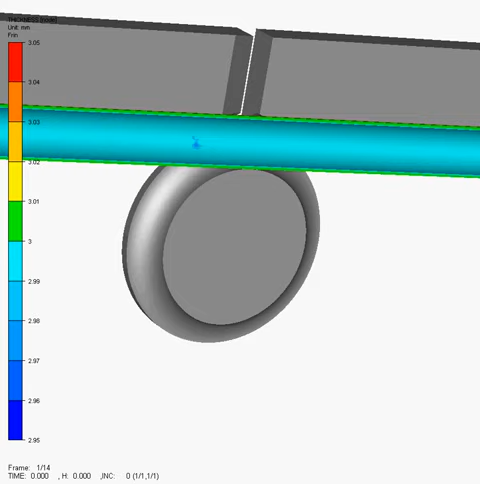 THICKNESS [node]
Unit: mm
Fnn
3.05
3.04
3.03
3.02
3.01
3
2.99
2.98
2.97
2.96
2.95
Frame: 1/14
TIME: 0.000 , H: 0.000 ,INC: 0 (1/1,1/1)